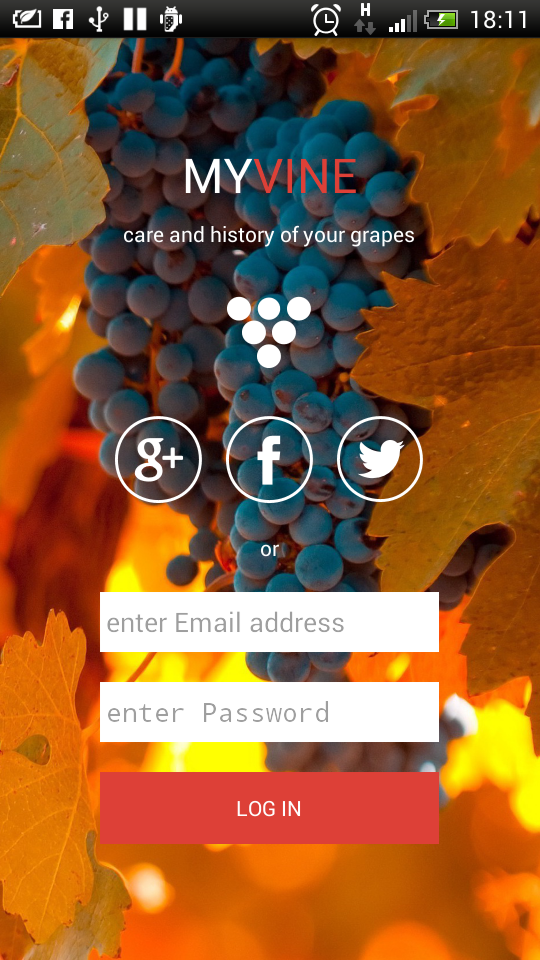 H
18:11
MYVINE
care and history of your grapes
g+ f
or
enter Email address
enter Password
LOG IN